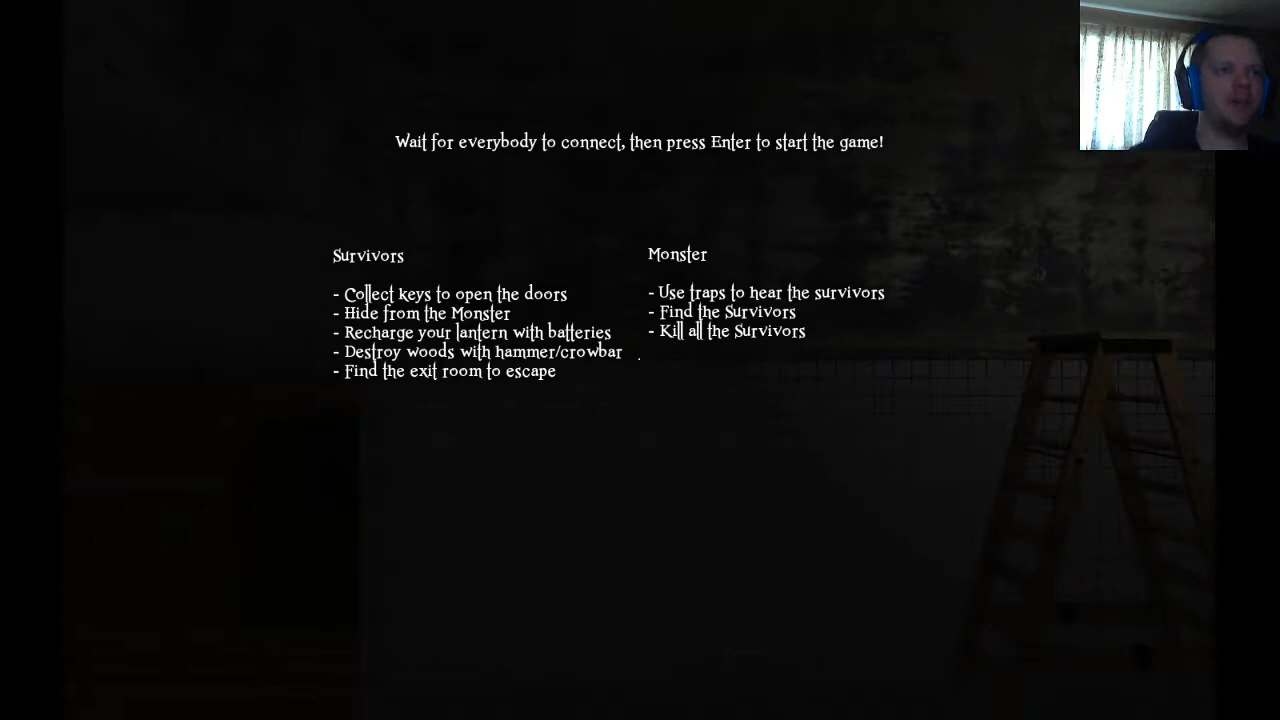 Wait for everybody to connect, then press Enter to start the game!
Survivors
- Collect keys to open the doors
- Hide from the Monster
- Recharge your lantern with batteries
- Destroy woods with hammer/crowbar
- Find the exit room to escape
Monster
- Use traps to hear the survivors
- Find the Survivors
- Kill all the Survivors